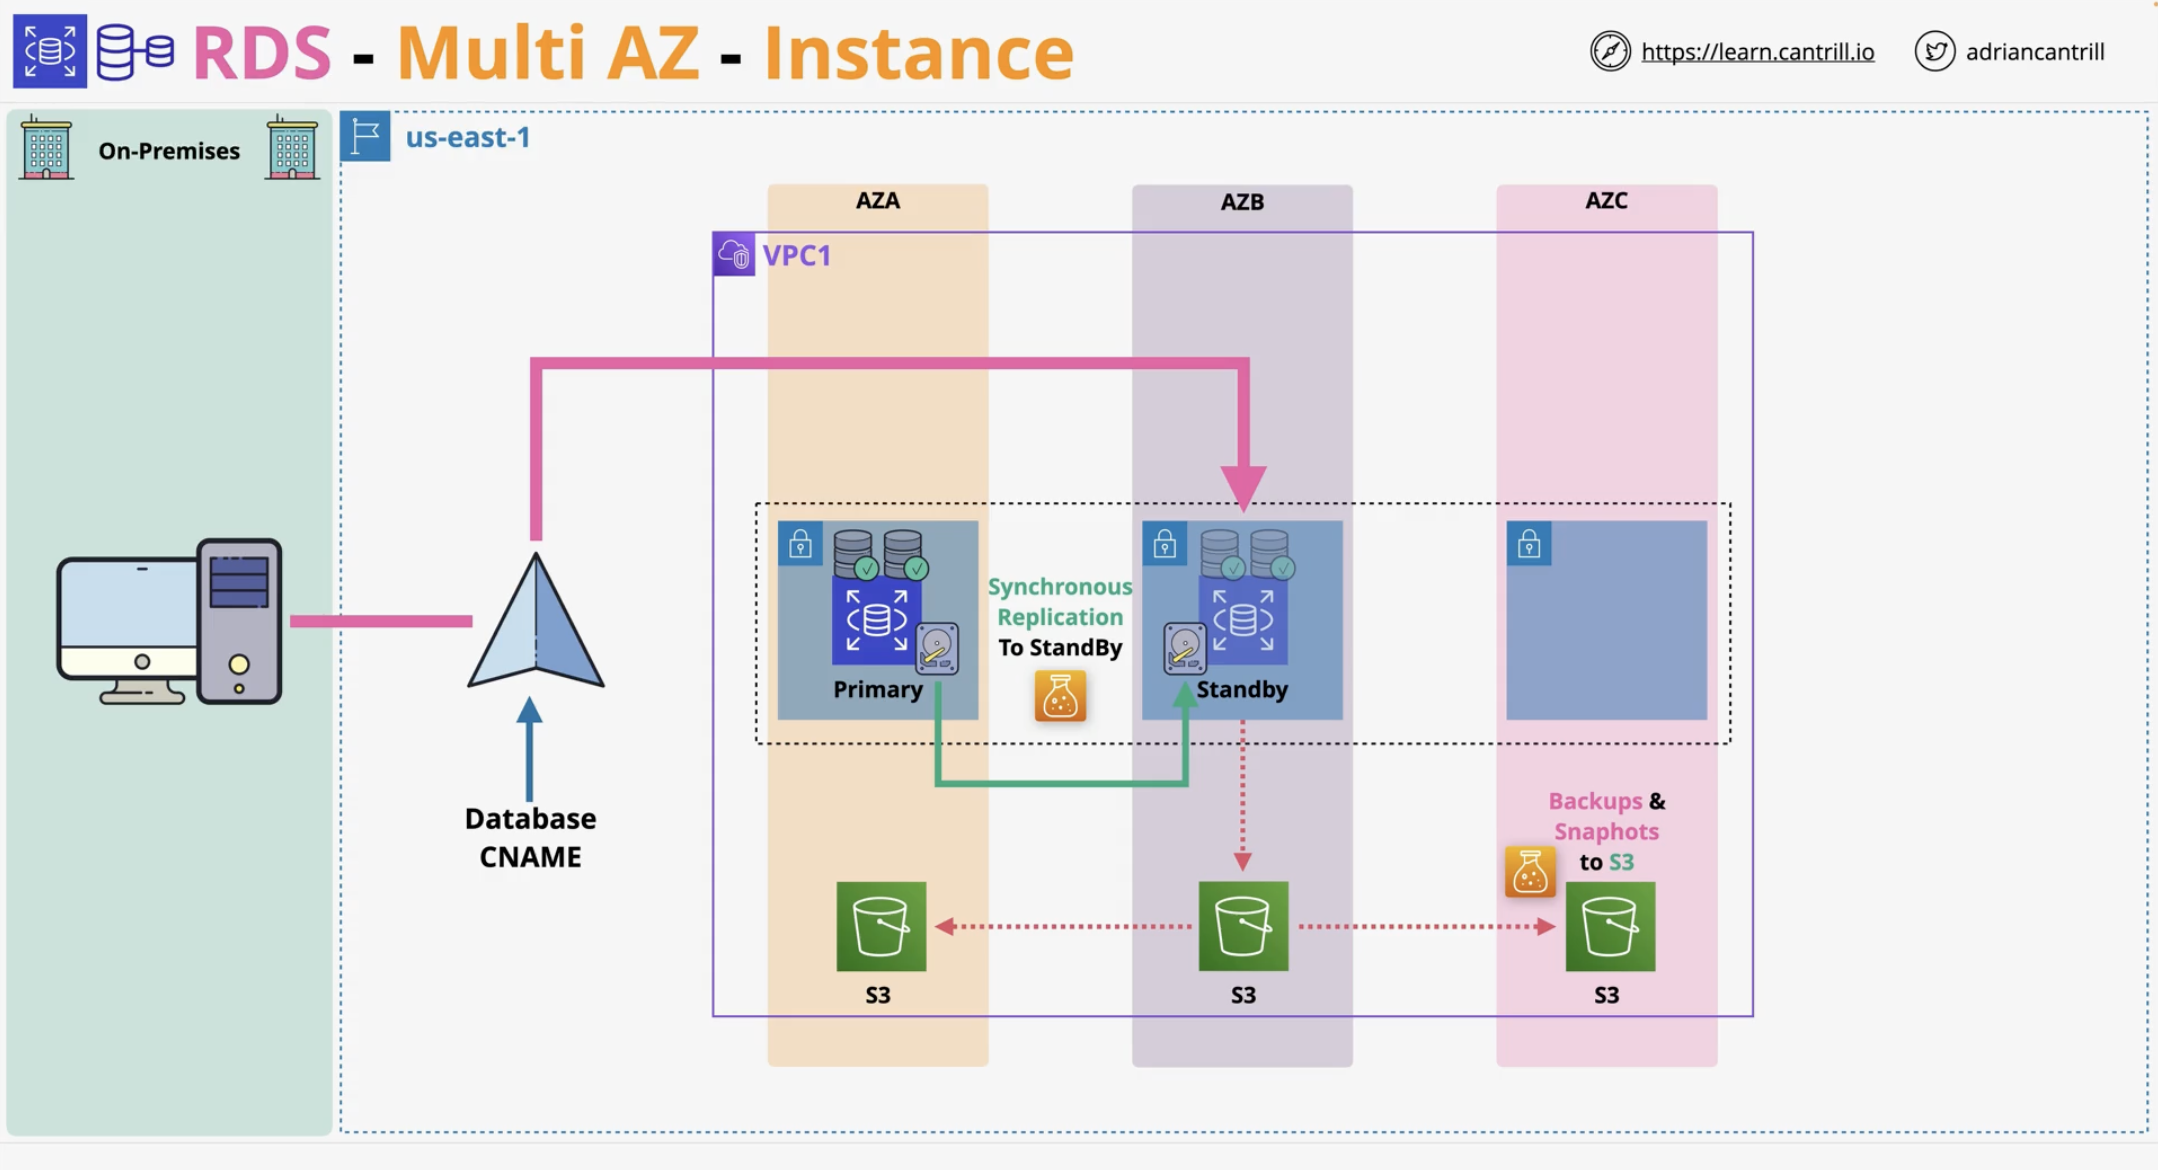 RDS - Multi AZ - Instance
https://learn.cantrill.io
adriancantrill
On-Premises
us-east-1
AZA
AZB
AZC
VPC1
Synchronous
Replication
To StandBy
Primary
Standby
Database
CNAME
Backups &
Snaphots
to S3
S3
S3
S3